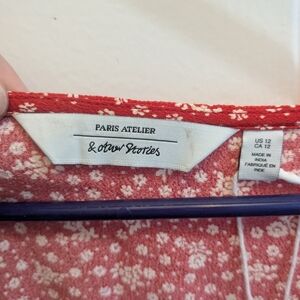 PARIS ATELIER
& other Stories
US 12
CA 12
MADE IN
INDIA
FABRIQUÉ EN
INDE